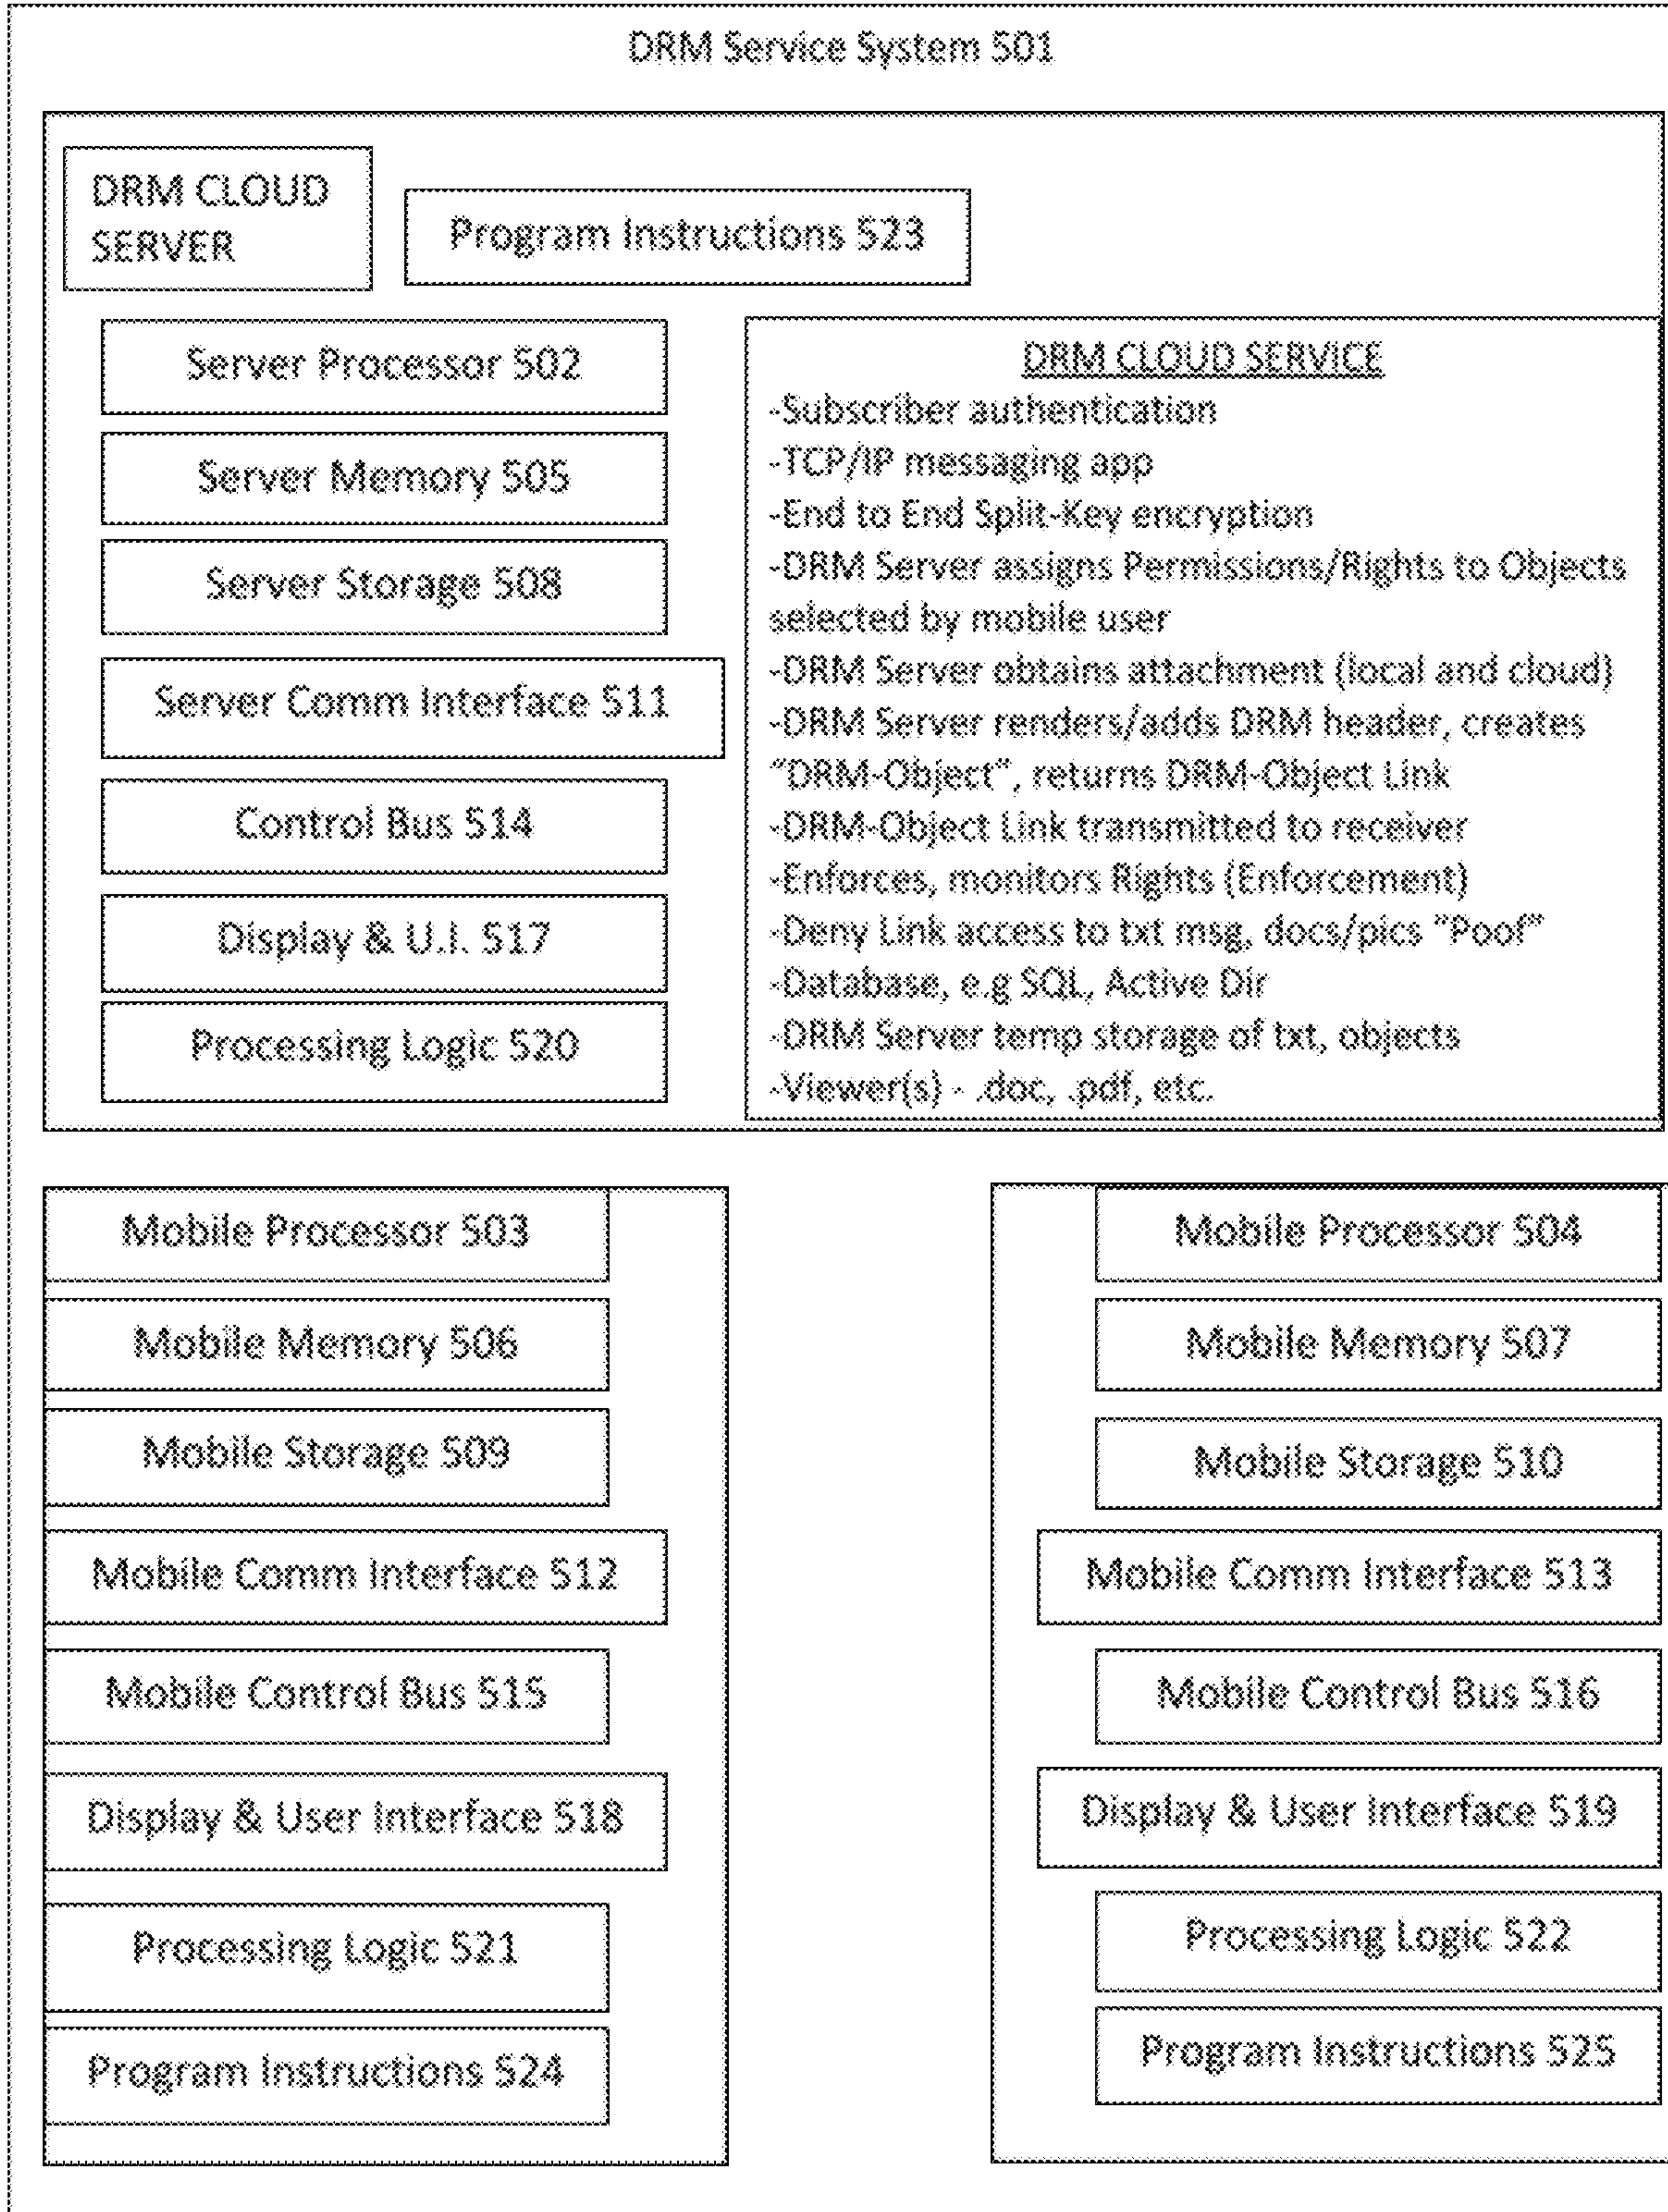 DRM Service System 501
DRM CLOUD
SERVER
Program Instructions 523
Server Processor 502
Server Memory 505
Server Storage 508
Server Comm Interface 511
Control Bus 514
Display & U.I. 517
Processing Logic 520
DRM CLOUD SERVICE
-Subscriber authentication
-TCP/IP messaging app
-End to End Split-Key encryption
-DRM Server assigns Permissions/Rights to Objects
selected by mobile user
-DRM Server obtains attachment (local and cloud)
-DRM Server renders/adds DRM header, creates
"DRM-Object", returns DRM-Object Link
-DRM-Object Link transmitted to receiver
-Enforces, monitors Rights (Enforcement)
-Deny Link access to txt msg, docs/pics "Poof"
-Database, e.g SQL, Active Dir
-DRM Server temp storage of txt, objects
-Viewer(s) - .doc, .pdf, etc.
Mobile Processor 503
Mobile Memory 506
Mobile Storage 509
Mobile Comm Interface 512
Mobile Control Bus 515
Display & User Interface 518
Processing Logic 521
Program Instructions 524
Mobile Processor 504
Mobile Memory 507
Mobile Storage 510
Mobile Comm Interface 513
Mobile Control Bus 516
Display & User Interface 519
Processing Logic 522
Program Instructions 525